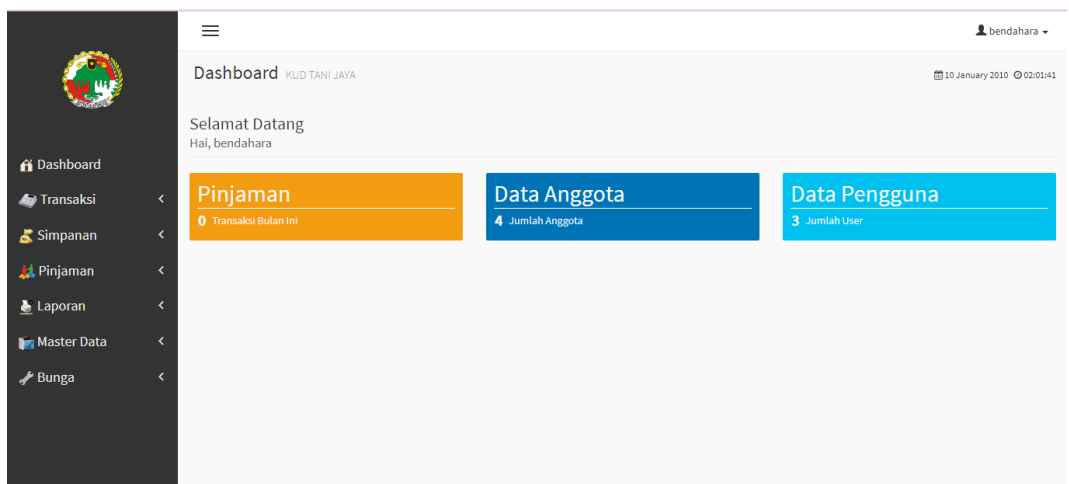 bendahara
Dashboard KUD TANI JAYA
10 January 2010 02:01:41
Selamat Datang
Hai, bendahara
Dashboard
Transaksi
Simpanan
Pinjaman
Laporan
Master Data
Bunga
Pinjaman
0 Transaksi Bulan Ini
Data Anggota
4 Jumlah Anggota
Data Pengguna
3 Jumlah User